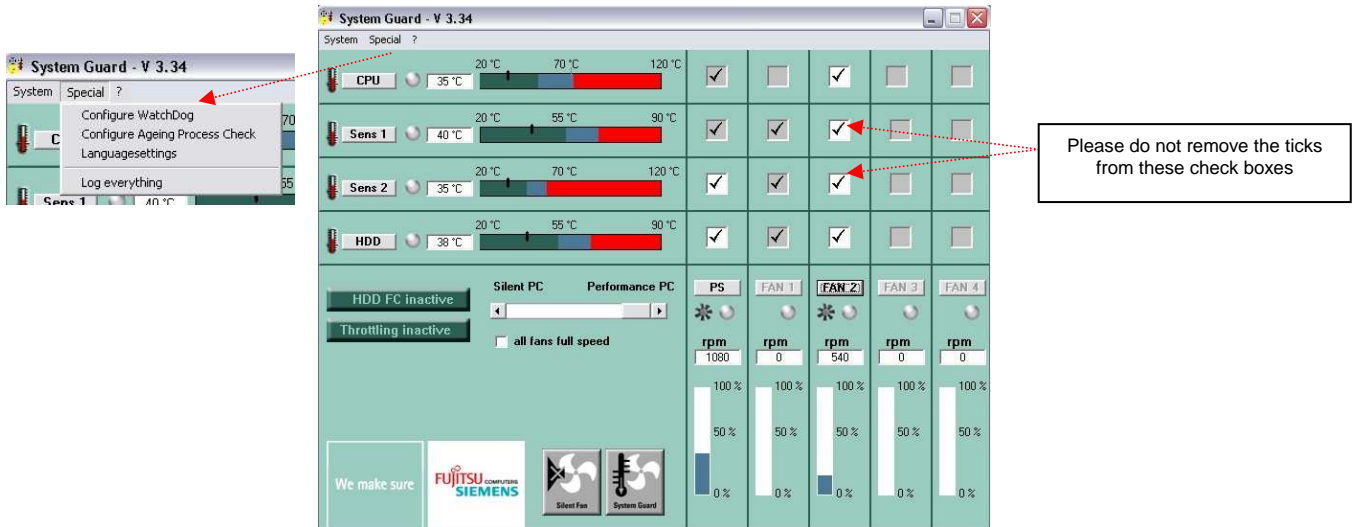 System Guard - V 3.34
System Special ?
Configure WatchDog
Configure Ageing Process Check
Languagesettings
Log everything
C
70
55
Sens 1
40 °C
System Guard - V 3.34
System Special ?
CPU 35 °C 20 °C 70 °C 120 °C
Sens 1 40 °C 20 °C 55 °C 90 °C
Sens 2 35 °C 20 °C 70 °C 120 °C
HDD 38 °C 20 °C 55 °C 90 °C
HDD FC inactive
Throttling inactive
Silent PC Performance PC
all fans full speed
PS FAN 1 FAN 2 FAN 3 FAN 4
rpm rpm rpm rpm rpm
1080 0 540 0 0
100 % 100 % 100 % 100 % 100 %
50 % 50 % 50 % 50 % 50 %
0 % 0 % 0 % 0 % 0 %
We make sure
FUJITSU COMPUTERS
SIEMENS
Silent Fan
System Guard
Please do not remove the ticks
from these check boxes